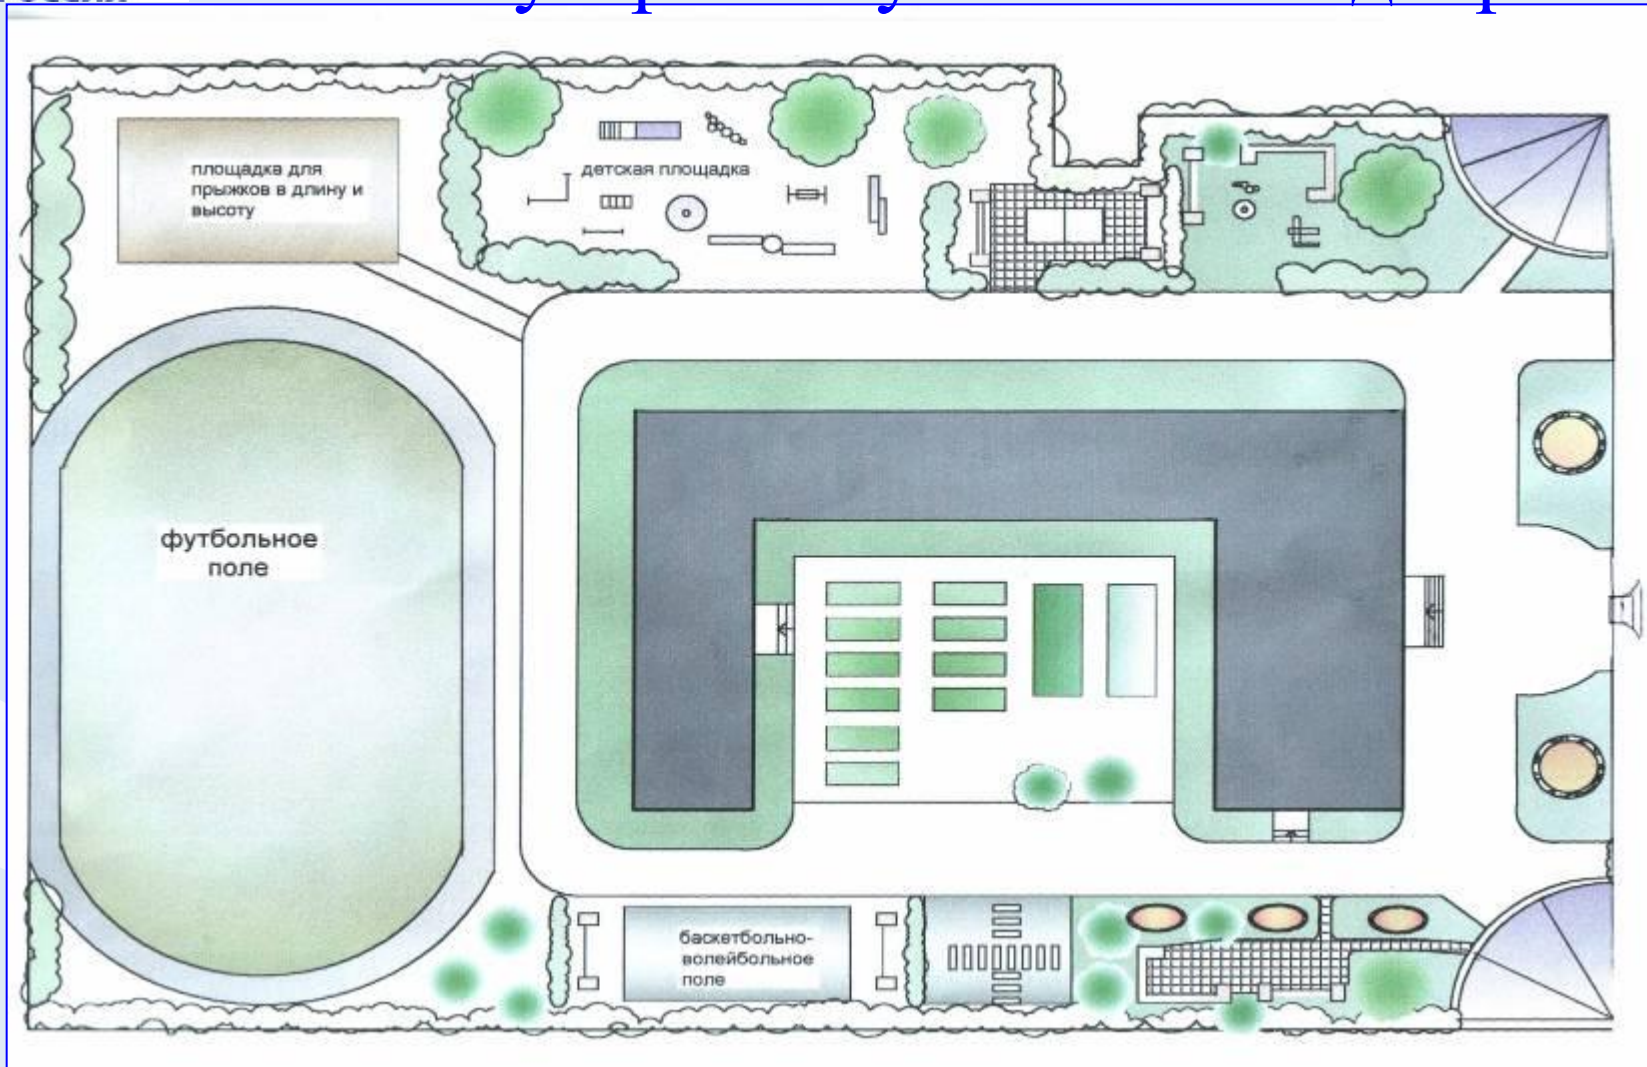 площадка для
прыжков в длину и
высоту
детская площадка
футбольное
поле
баскетбольно-
волейбольное
поле